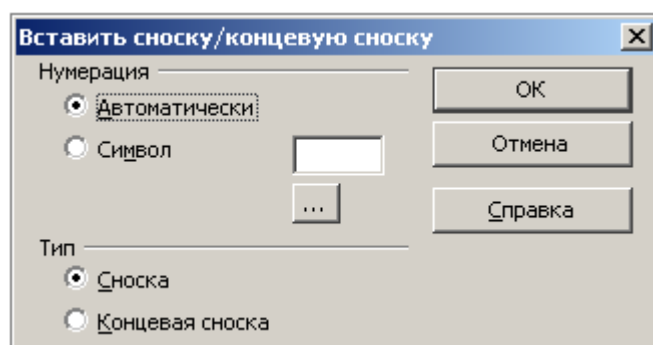 Вставить сноску/концевую сноску
Нумерация
Автоматически
Символ
...
OK
Отмена
Справка
Тип
Сноска
Концевая сноска